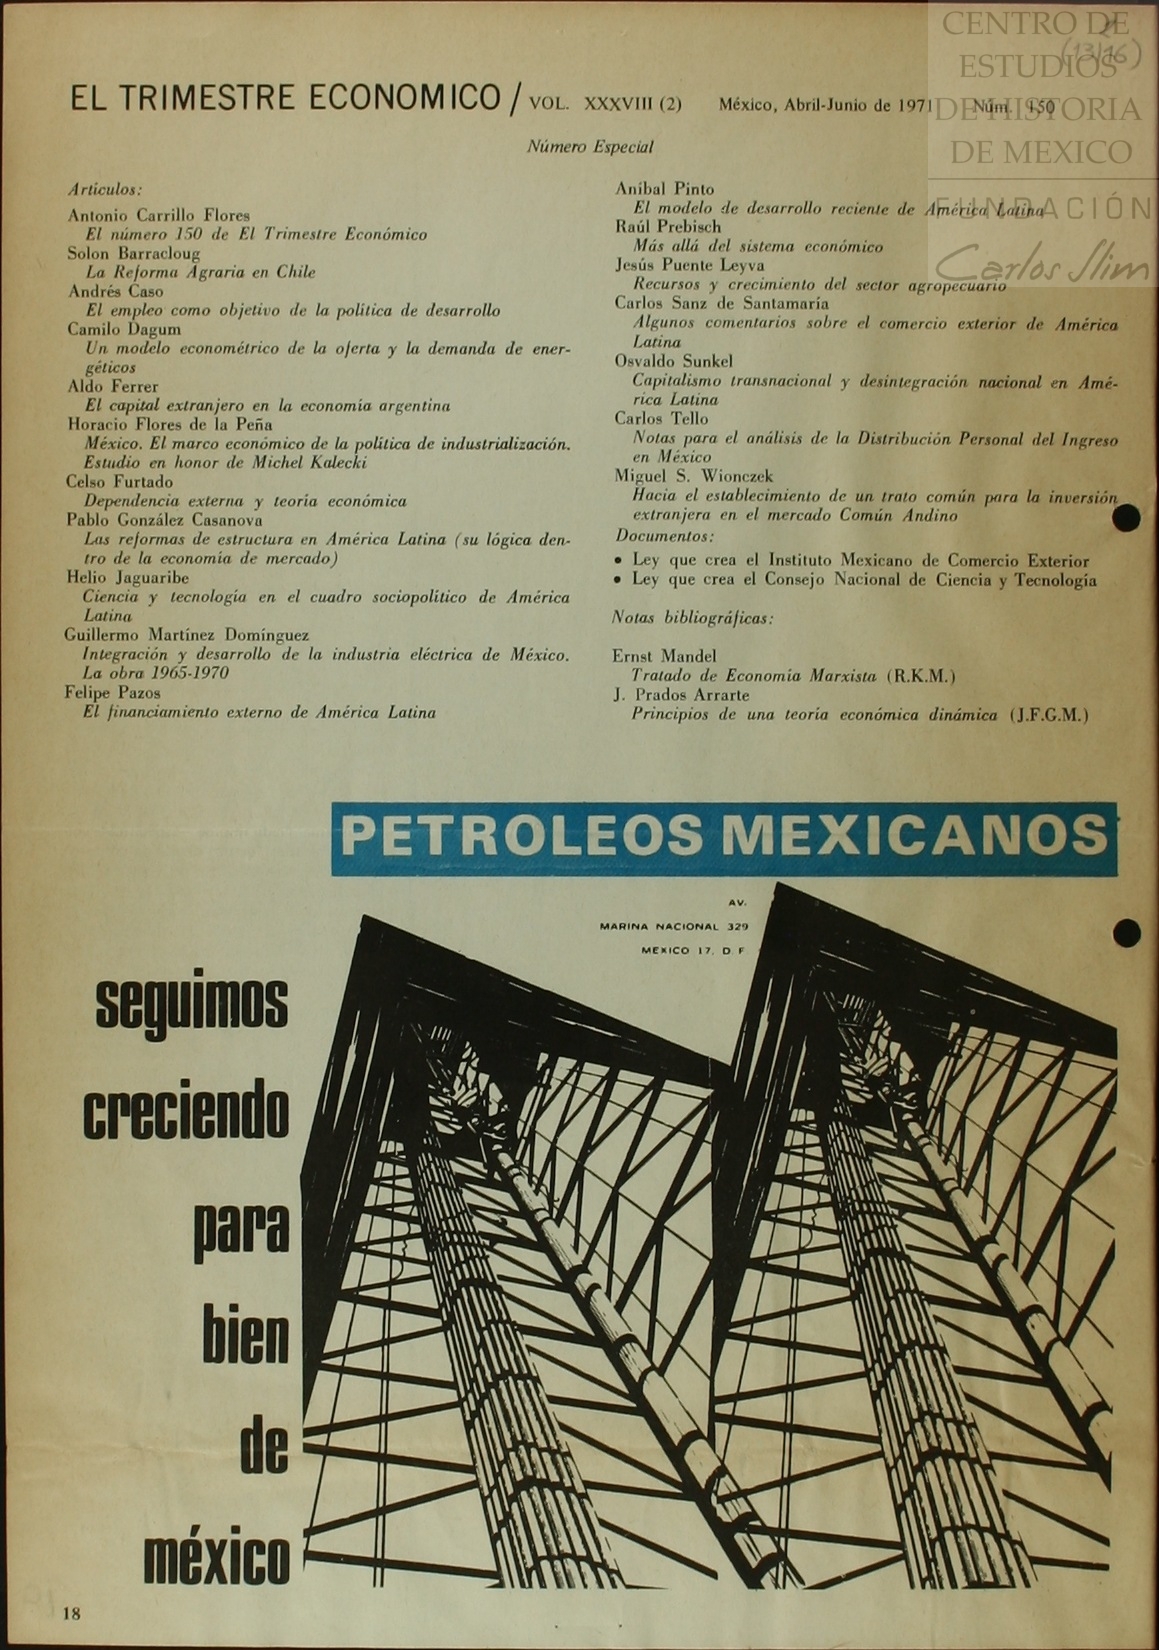 CENTRO DE
ESTUDIOS
DE HISTORIA
DE MEXICO
FUNDACIÓN
Carlos Slim
(13/16)
EL TRIMESTRE ECONOMICO / VOL. XXXVIII (2) México, Abril-Junio de 1971 Núm. 150
Número Especial
Artículos:
Antonio Carrillo Flores
El número 150 de El Trimestre Económico
Solon Barracloug
La Reforma Agraria en Chile
Andrés Caso
El empleo como objetivo de la política de desarrollo
Camilo Dagum
Un modelo econométrico de la oferta y la demanda de ener-
géticos
Aldo Ferrer
El capital extranjero en la economía argentina
Horacio Flores de la Peña
México. El marco económico de la política de industrialización.
Estudio en honor de Michel Kalecki
Celso Furtado
Dependencia externa y teoría económica
Pablo González Casanova
Las reformas de estructura en América Latina (su lógica den-
tro de la economía de mercado)
Helio Jaguaribe
Ciencia y tecnología en el cuadro sociopolítico de América
Latina
Guillermo Martínez Domínguez
Integración y desarrollo de la industria eléctrica de México.
La obra 1965-1970
Felipe Pazos
El financiamiento externo de América Latina
Aníbal Pinto
El modelo de desarrollo reciente de América Latina
Raúl Prebisch
Más allá del sistema económico
Jesús Puente Leyva
Recursos y crecimiento del sector agropecuario
Carlos Sanz de Santamaría
Algunos comentarios sobre el comercio exterior de América
Latina
Osvaldo Sunkel
Capitalismo transnacional y desintegración nacional en Amé-
rica Latina
Carlos Tello
Notas para el análisis de la Distribución Personal del Ingreso
en México
Miguel S. Wionczek
Hacia el establecimiento de un trato común para la inversión
extranjera en el mercado Común Andino
Documentos:
• Ley que crea el Instituto Mexicano de Comercio Exterior
• Ley que crea el Consejo Nacional de Ciencia y Tecnología
Notas bibliográficas:
Ernst Mandel
Tratado de Economía Marxista (R.K.M.)
J. Prados Arrarte
Principios de una teoría económica dinámica (J.F.G.M.)
PETROLEOS MEXICANOS
AV.
MARINA NACIONAL 329
MEXICO 17, D F
seguimos
creciendo
para
bien
de
méxico
18